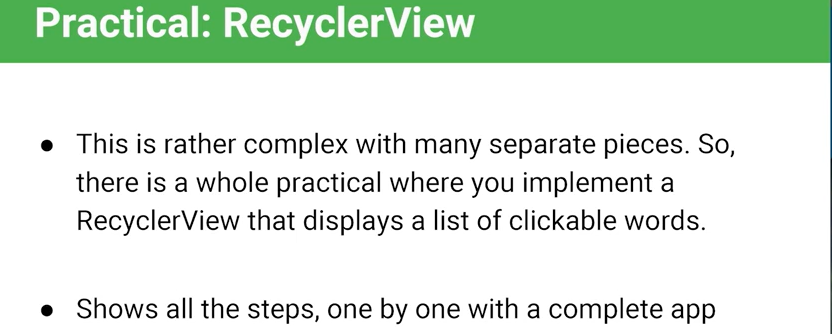 Practical: RecyclerView
● This is rather complex with many separate pieces. So,
there is a whole practical where you implement a
RecyclerView that displays a list of clickable words.
● Shows all the steps, one by one with a complete app